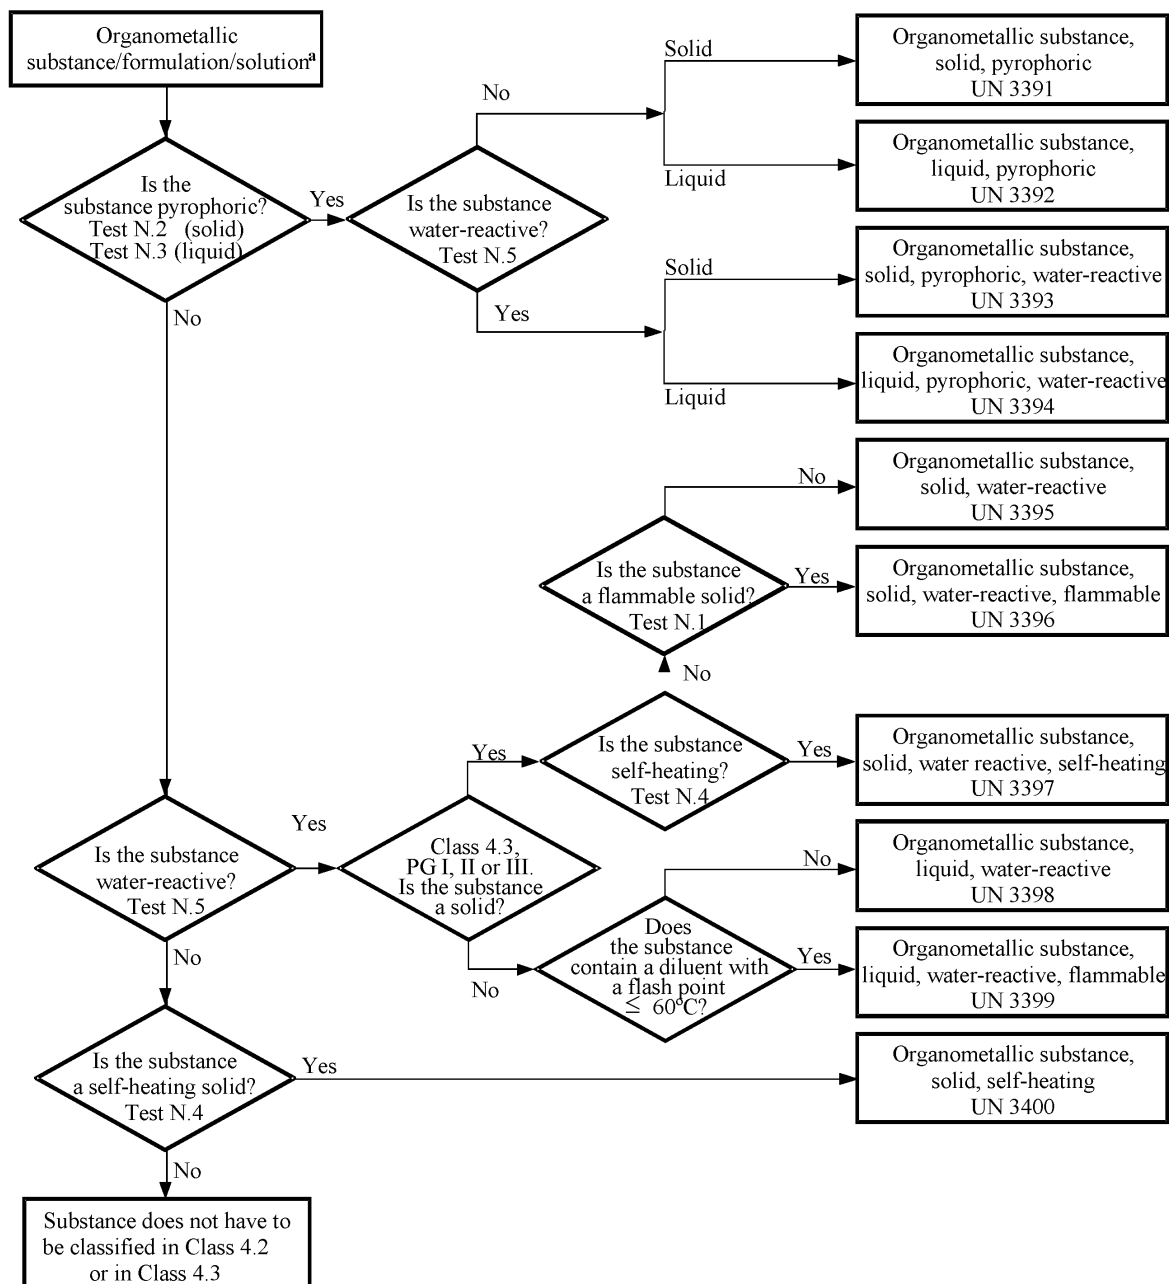 Organometallic
substance/formulation/solutionª
Is the
substance pyrophoric?
Test N.2 (solid)
Test N.3 (liquid)
Yes
No
Is the substance
water-reactive?
Test N.5
No
Yes
Solid
Liquid
Solid
Liquid
Organometallic substance,
solid, pyrophoric
UN 3391
Organometallic substance,
liquid, pyrophoric
UN 3392
Organometallic substance,
solid, pyrophoric, water-reactive
UN 3393
Organometallic substance,
liquid, pyrophoric, water-reactive
UN 3394
No
Organometallic substance,
solid, water-reactive
UN 3395
Is the substance
a flammable solid?
Test N.1
Yes
Organometallic substance,
solid, water-reactive, flammable
UN 3396
No
Yes
Is the substance
self-heating?
Test N.4
Yes
Organometallic substance,
solid, water reactive, self-heating
UN 3397
Is the substance
water-reactive?
Test N.5
Yes
Class 4.3,
PG I, II or III.
Is the substance
a solid?
No
Organometallic substance,
liquid, water-reactive
UN 3398
No
No
Does
the substance
contain a diluent with
a flash point
≤ 60°C?
Yes
Organometallic substance,
liquid, water-reactive, flammable
UN 3399
Is the substance
a self-heating solid?
Test N.4
Yes
Organometallic substance,
solid, self-heating
UN 3400
No
Substance does not have to
be classified in Class 4.2
or in Class 4.3